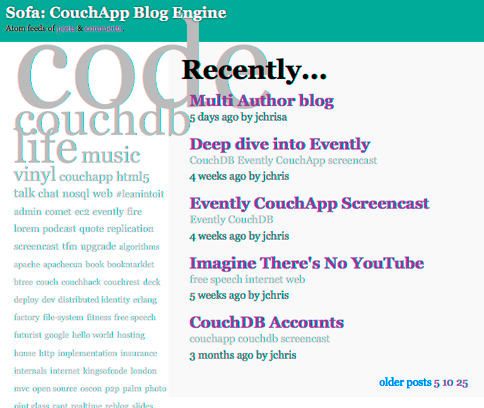 Sofa: CouchApp Blog Engine
Atom feeds of posts & comments.
code
couchdb
life music
vinyl couchapp html5
talk chat nosql web #leanintoit
admin comet ec2 evently fire
lorem podcast quote replication
screencast tfm upgrade algorithms
apache apachecon book bookmarklet
btree couch couchhack couchrest deck
deploy dev distributed identity erlang
factory file-system fitness free speech
futurist google hello world hosting
house http implementation insurance
internals internet kingsofcode london
mvc open source oscon p2p palm photo
pint glass rant realtime reblog slides
Recently...
Multi Author blog
5 days ago by jchrisa
Deep dive into Evently
CouchDB Evently CouchApp screencast
4 weeks ago by jchris
Evently CouchApp Screencast
Evently CouchDB
4 weeks ago by jchris
Imagine There's No YouTube
free speech internet web
5 weeks ago by jchris
CouchDB Accounts
couchapp couchdb screencast
3 months ago by jchris
older posts 5 10 25